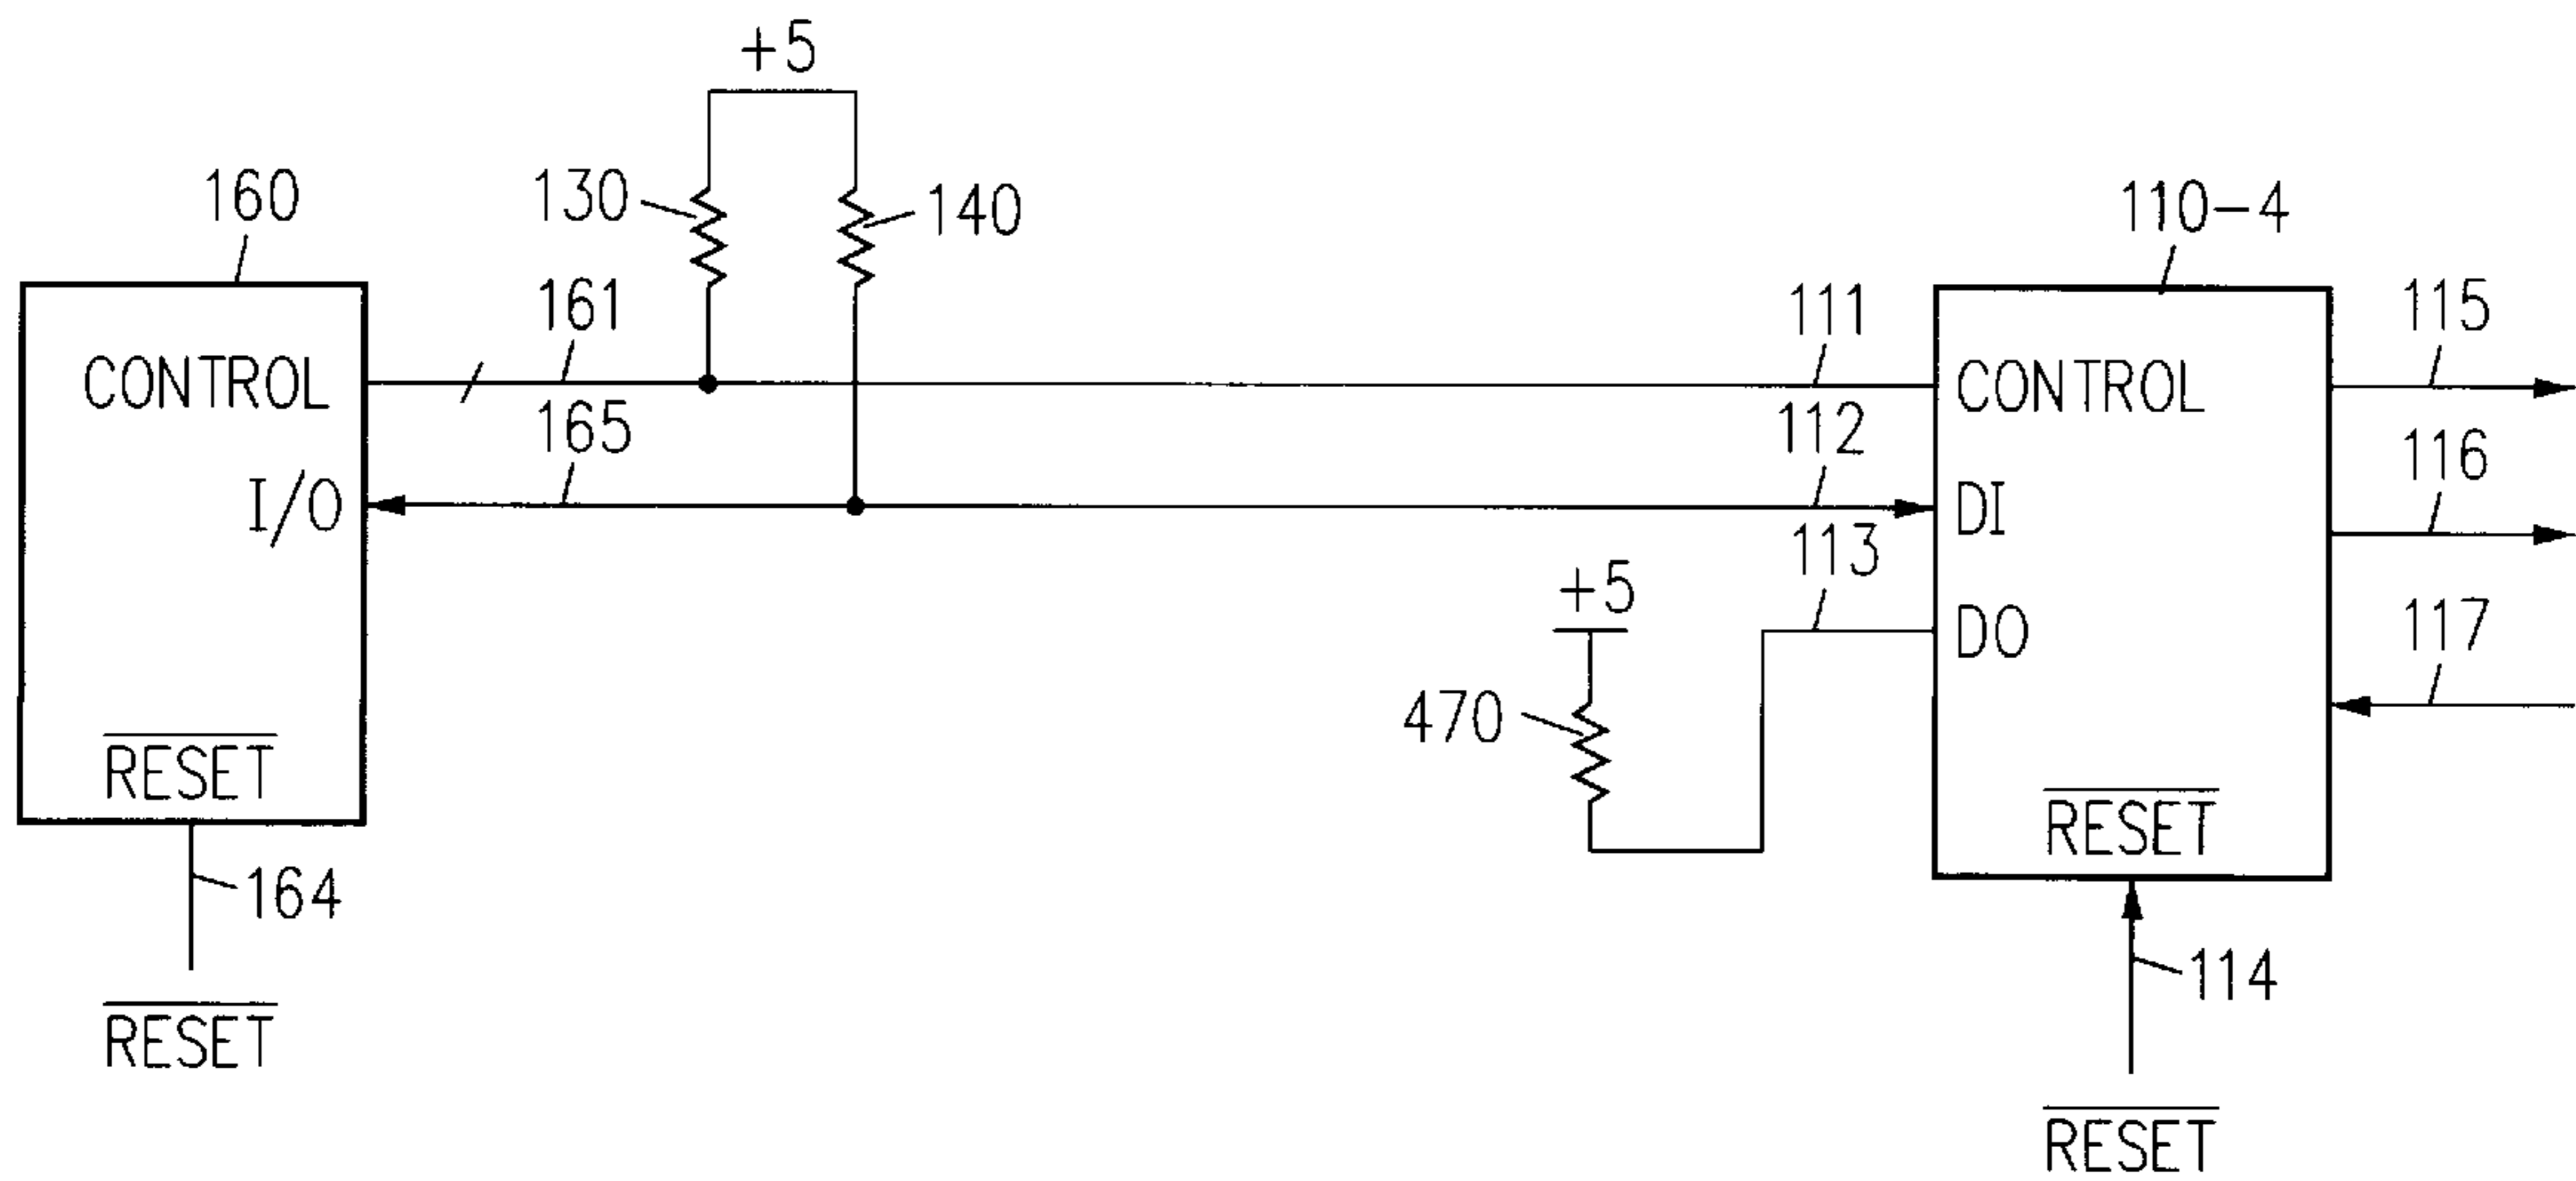 +5
160
130
140
110-4
161
111
115
CONTROL
CONTROL
165
112
116
I/O
DI
113
+5
DO
117
470
RESET
RESET
164
114
RESET
RESET